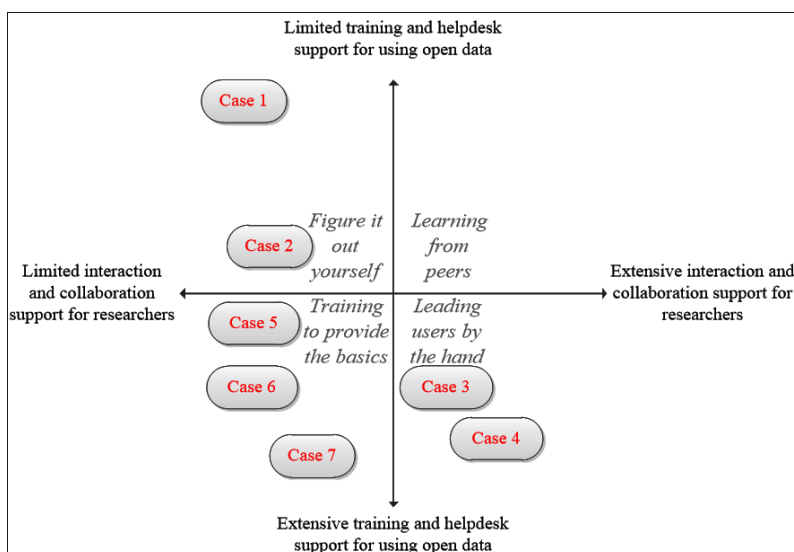 Limited training and helpdesk
support for using open data
Case 1
Figure it
out
yourself
Learning
from
peers
Case 2
Limited interaction
and collaboration
support for researchers
Extensive interaction and
collaboration support for
researchers
Training
to provide
the basics
Leading
users by
the hand
Case 5
Case 6
Case 3
Case 4
Case 7
Extensive training and helpdesk
support for using open data